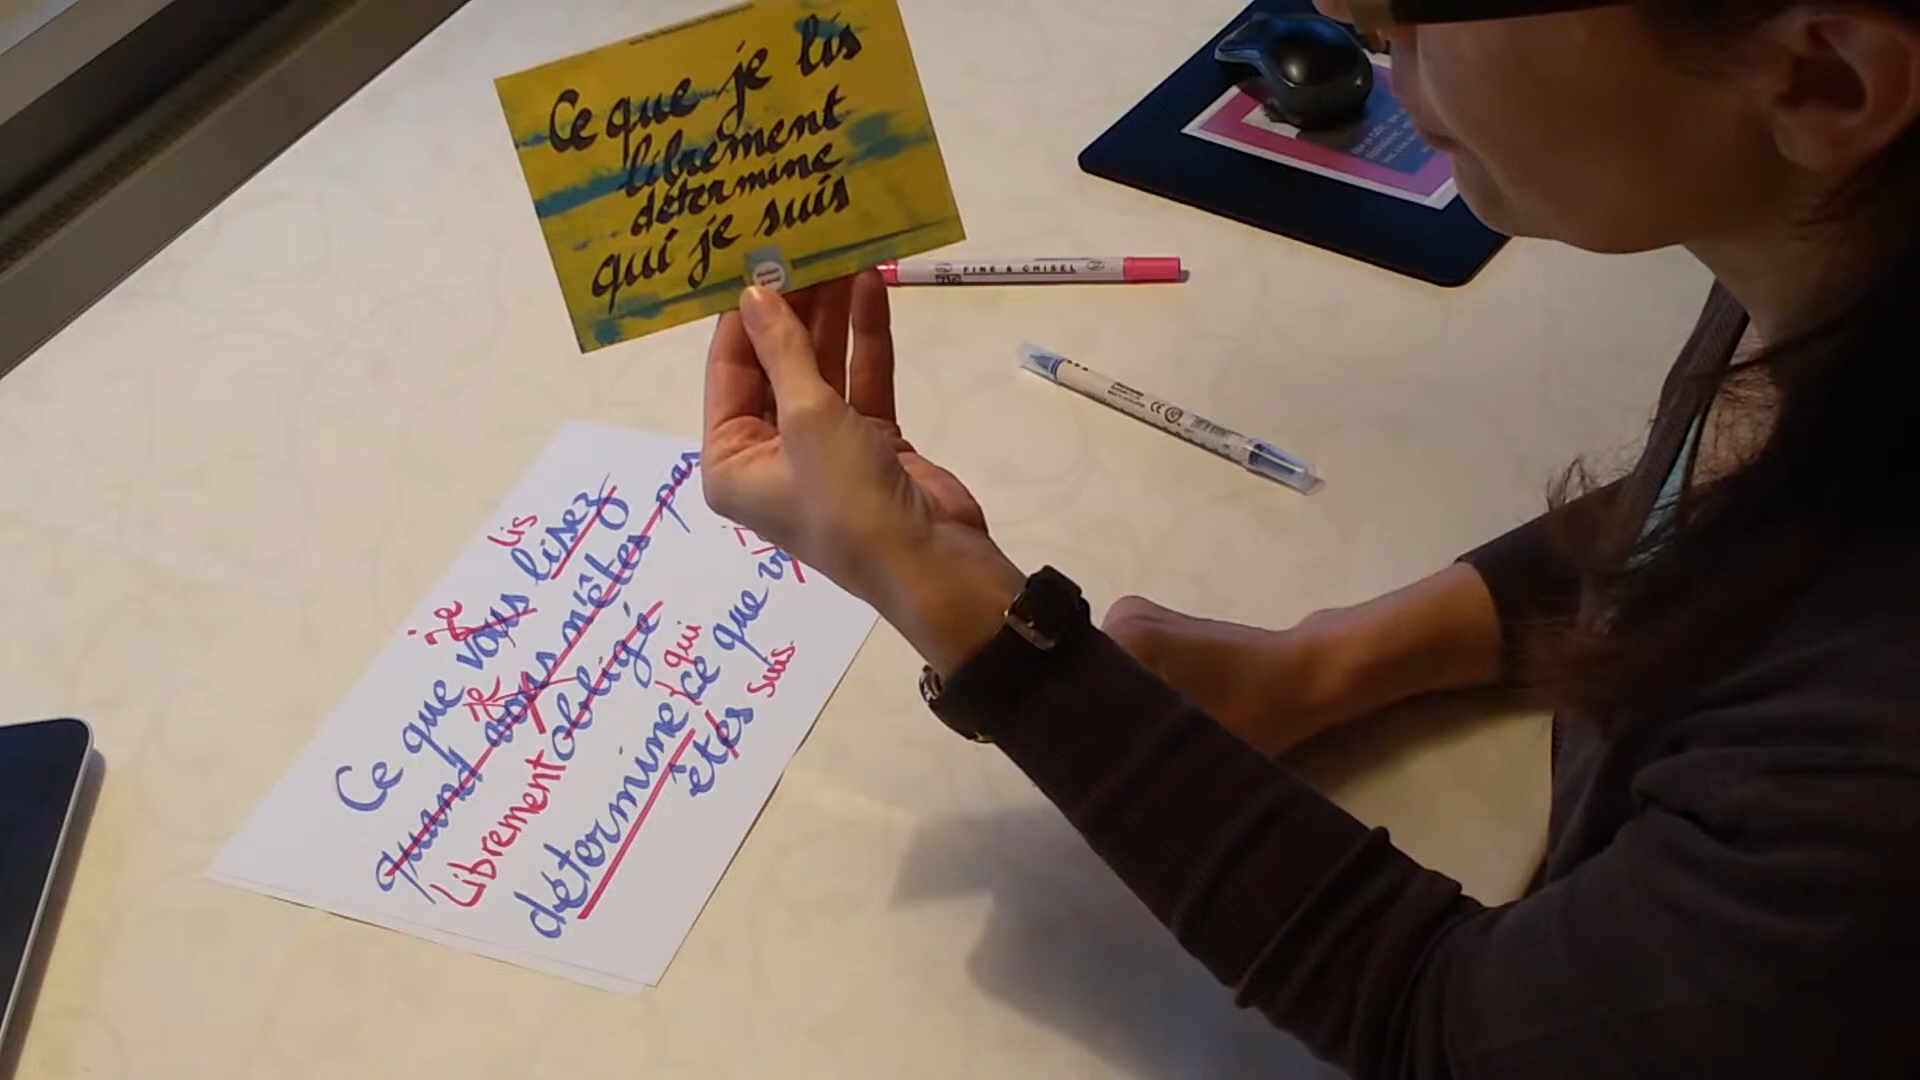 Ce que je lis
librement
détermine
qui je suis
FINE & CHISEL
CE
lis
Ce que vous lisez
je
quand vous n'êtes pas
je
Librement obligé
qui
détermine ce que
êtes suis